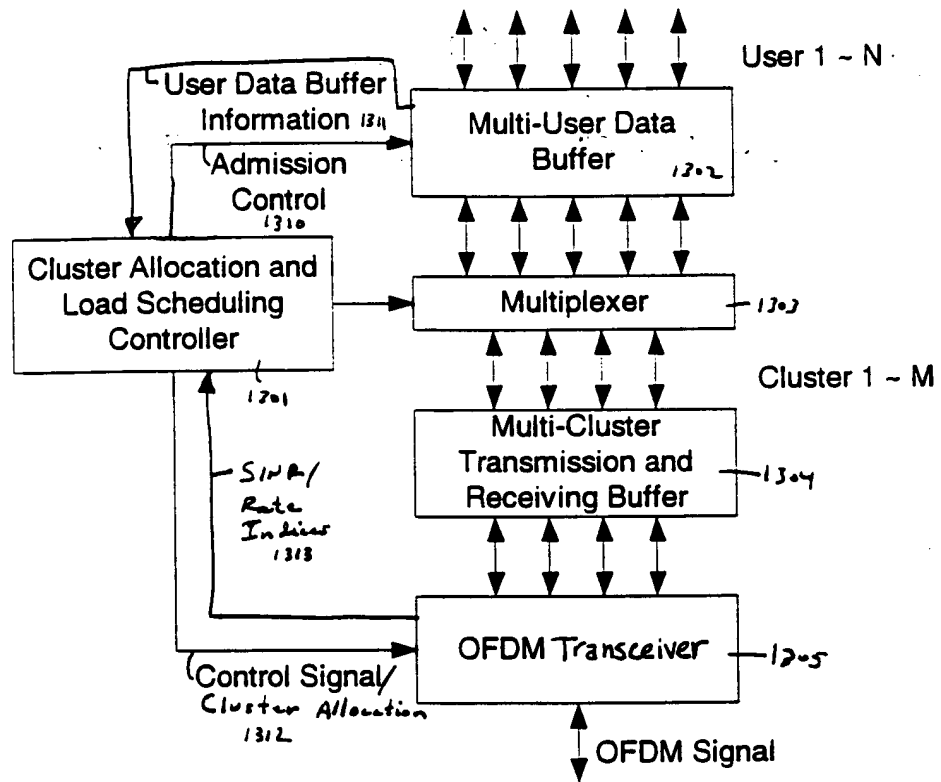 User 1 ~ N
User Data Buffer
Information 1311
Multi-User Data
Buffer
1302
Admission
Control
1310
Cluster Allocation and
Load Scheduling
Controller
1301
Multiplexer
1303
Cluster 1 ~ M
Multi-Cluster
Transmission and
Receiving Buffer
1304
SINR/
Rate
Indices
1313
OFDM Transceiver
1305
Control Signal/
Cluster Allocation
1312
OFDM Signal